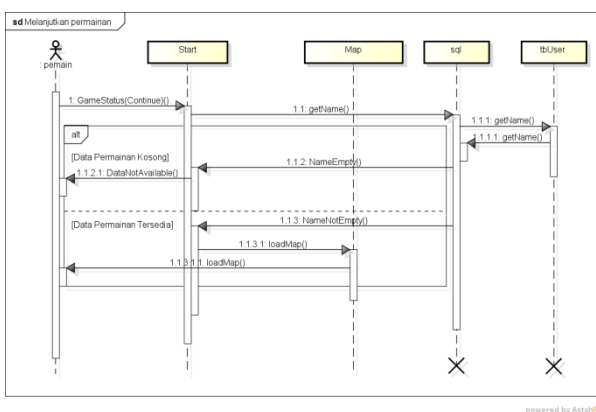 sd Melanjutkan permainan
: pemain
Start
Map
sql
tbUser
1: GameStatus(Continue)()
1.1: getName()
1.1.1: getName()
1.1.1.1: getName()
alt
[Data Permainan Kosong]
1.1.2: NameEmpty()
1.1.2.1: DataNotAvailable()
[Data Permainan Tersedia]
1.1.3: NameNotEmpty()
1.1.3.1: loadMap()
1.1.3.1.1: loadMap()
powered by Astah